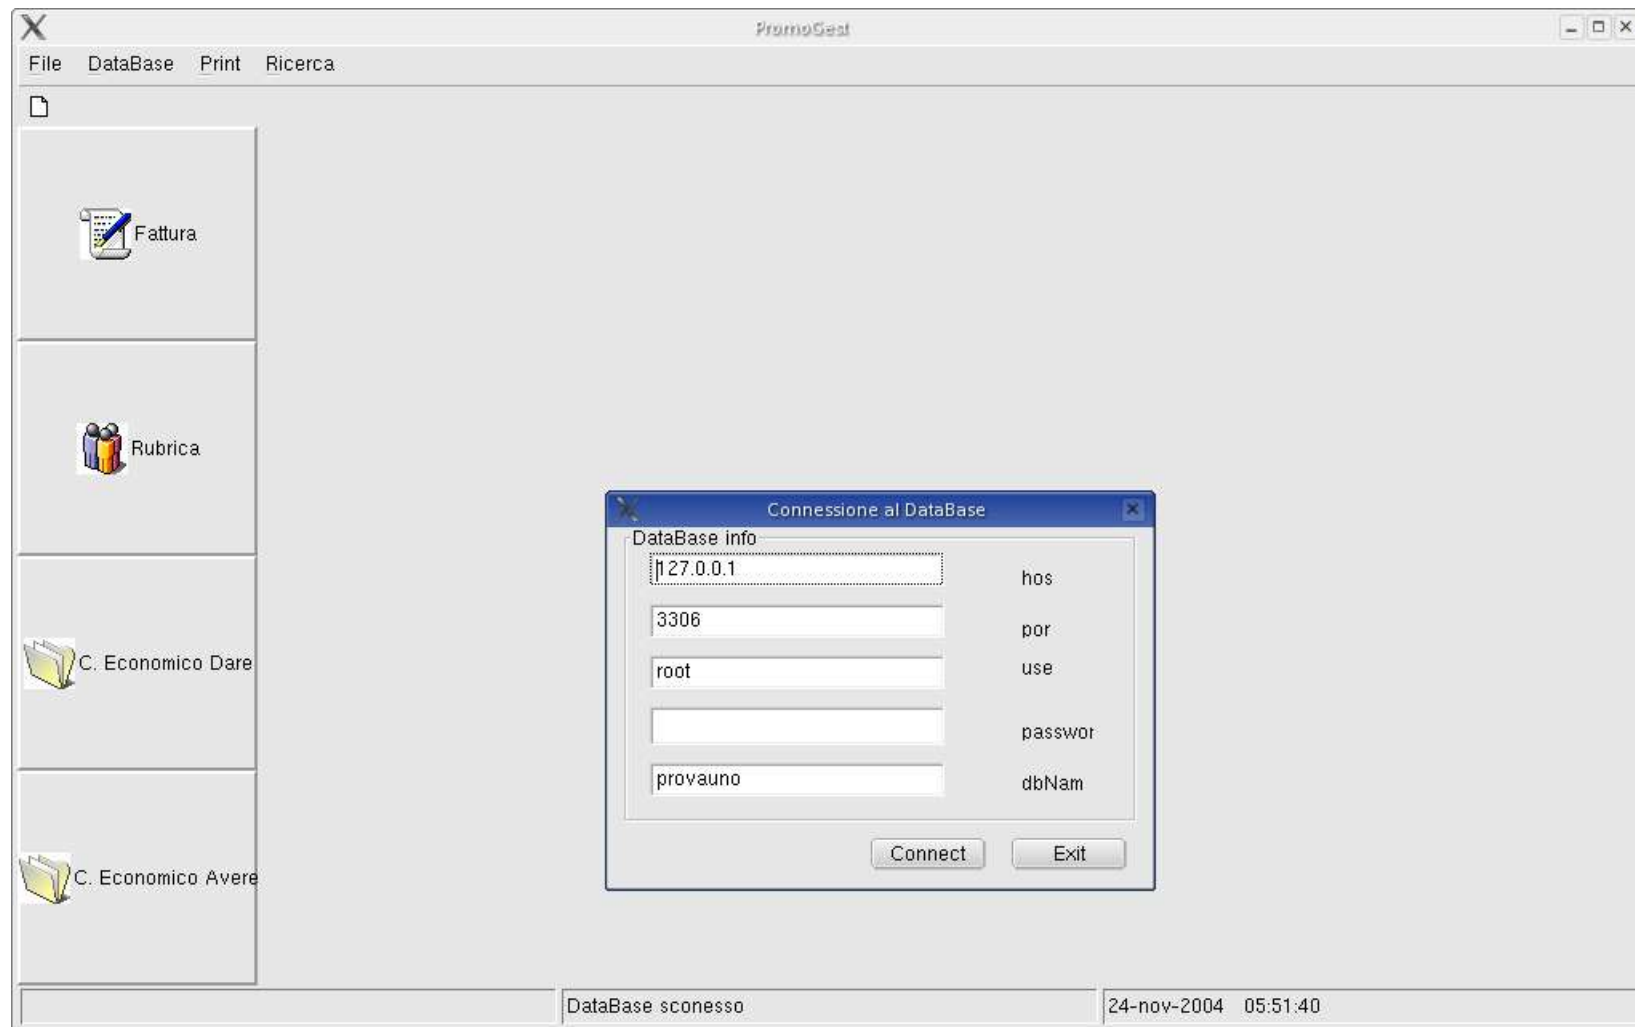 PromoGest
File DataBase Print Ricerca
Fattura
Rubrica
C. Economico Dare
C. Economico Avere
Connessione al DataBase
DataBase info
127.0.0.1 hos
3306 por
root use
passwor
provauno dbNam
Connect Exit
DataBase sconesso 24-nov-2004 05:51:40